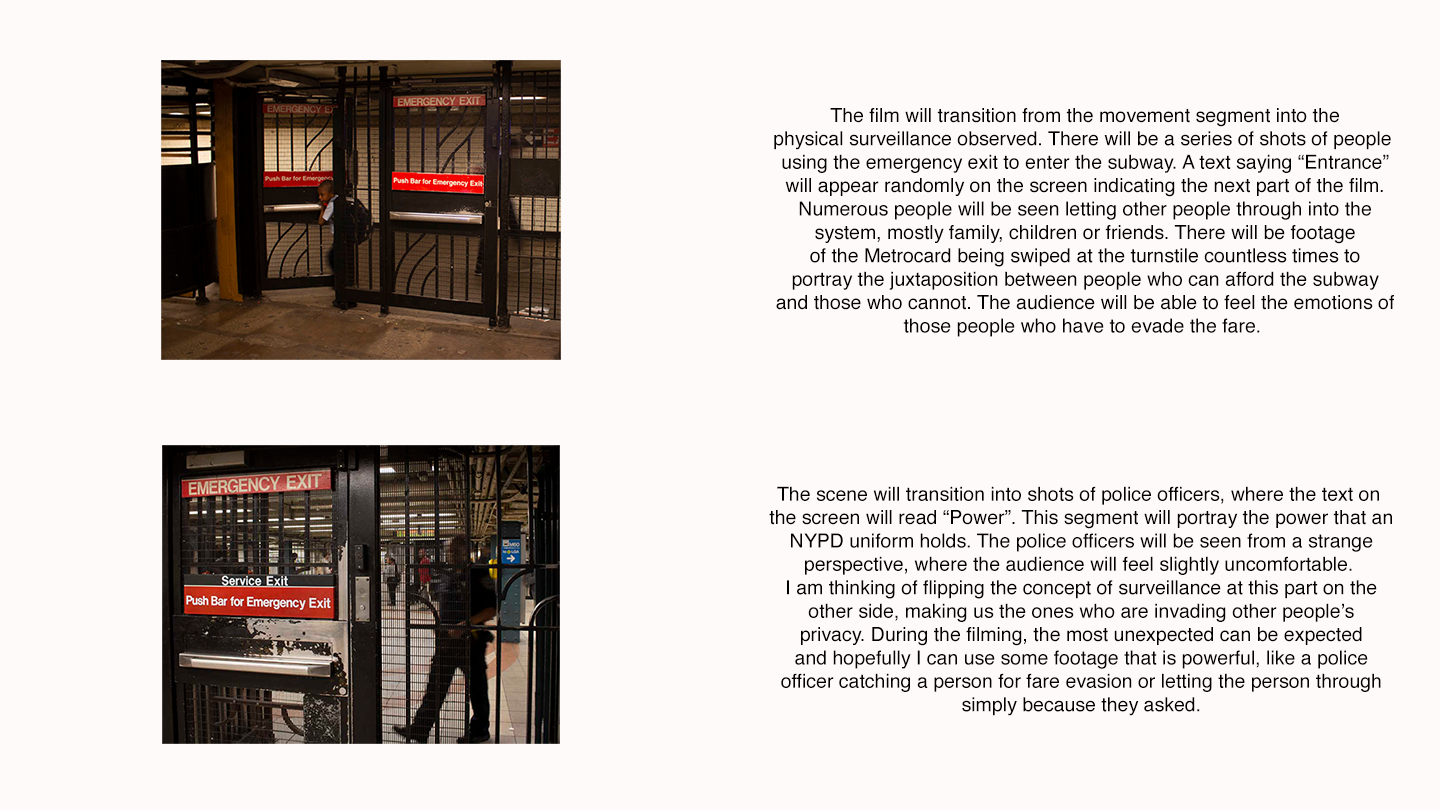 EMERGENCY EX
EMERGENCY EXIT
Push Bar for Emergency
Push Bar for Emergency Exit
The film will transition from the movement segment into the
physical surveillance observed. There will be a series of shots of people
using the emergency exit to enter the subway. A text saying “Entrance”
will appear randomly on the screen indicating the next part of the film.
Numerous people will be seen letting other people through into the
system, mostly family, children or friends. There will be footage
of the Metrocard being swiped at the turnstile countless times to
portray the juxtaposition between people who can afford the subway
and those who cannot. The audience will be able to feel the emotions of
those people who have to evade the fare.
EMERGENCY EXIT
Service Exit
Push Bar for Emergency Exit
The scene will transition into shots of police officers, where the text on
the screen will read “Power”. This segment will portray the power that an
NYPD uniform holds. The police officers will be seen from a strange
perspective, where the audience will feel slightly uncomfortable.
I am thinking of flipping the concept of surveillance at this part on the
other side, making us the ones who are invading other people’s
privacy. During the filming, the most unexpected can be expected
and hopefully I can use some footage that is powerful, like a police
officer catching a person for fare evasion or letting the person through
simply because they asked.